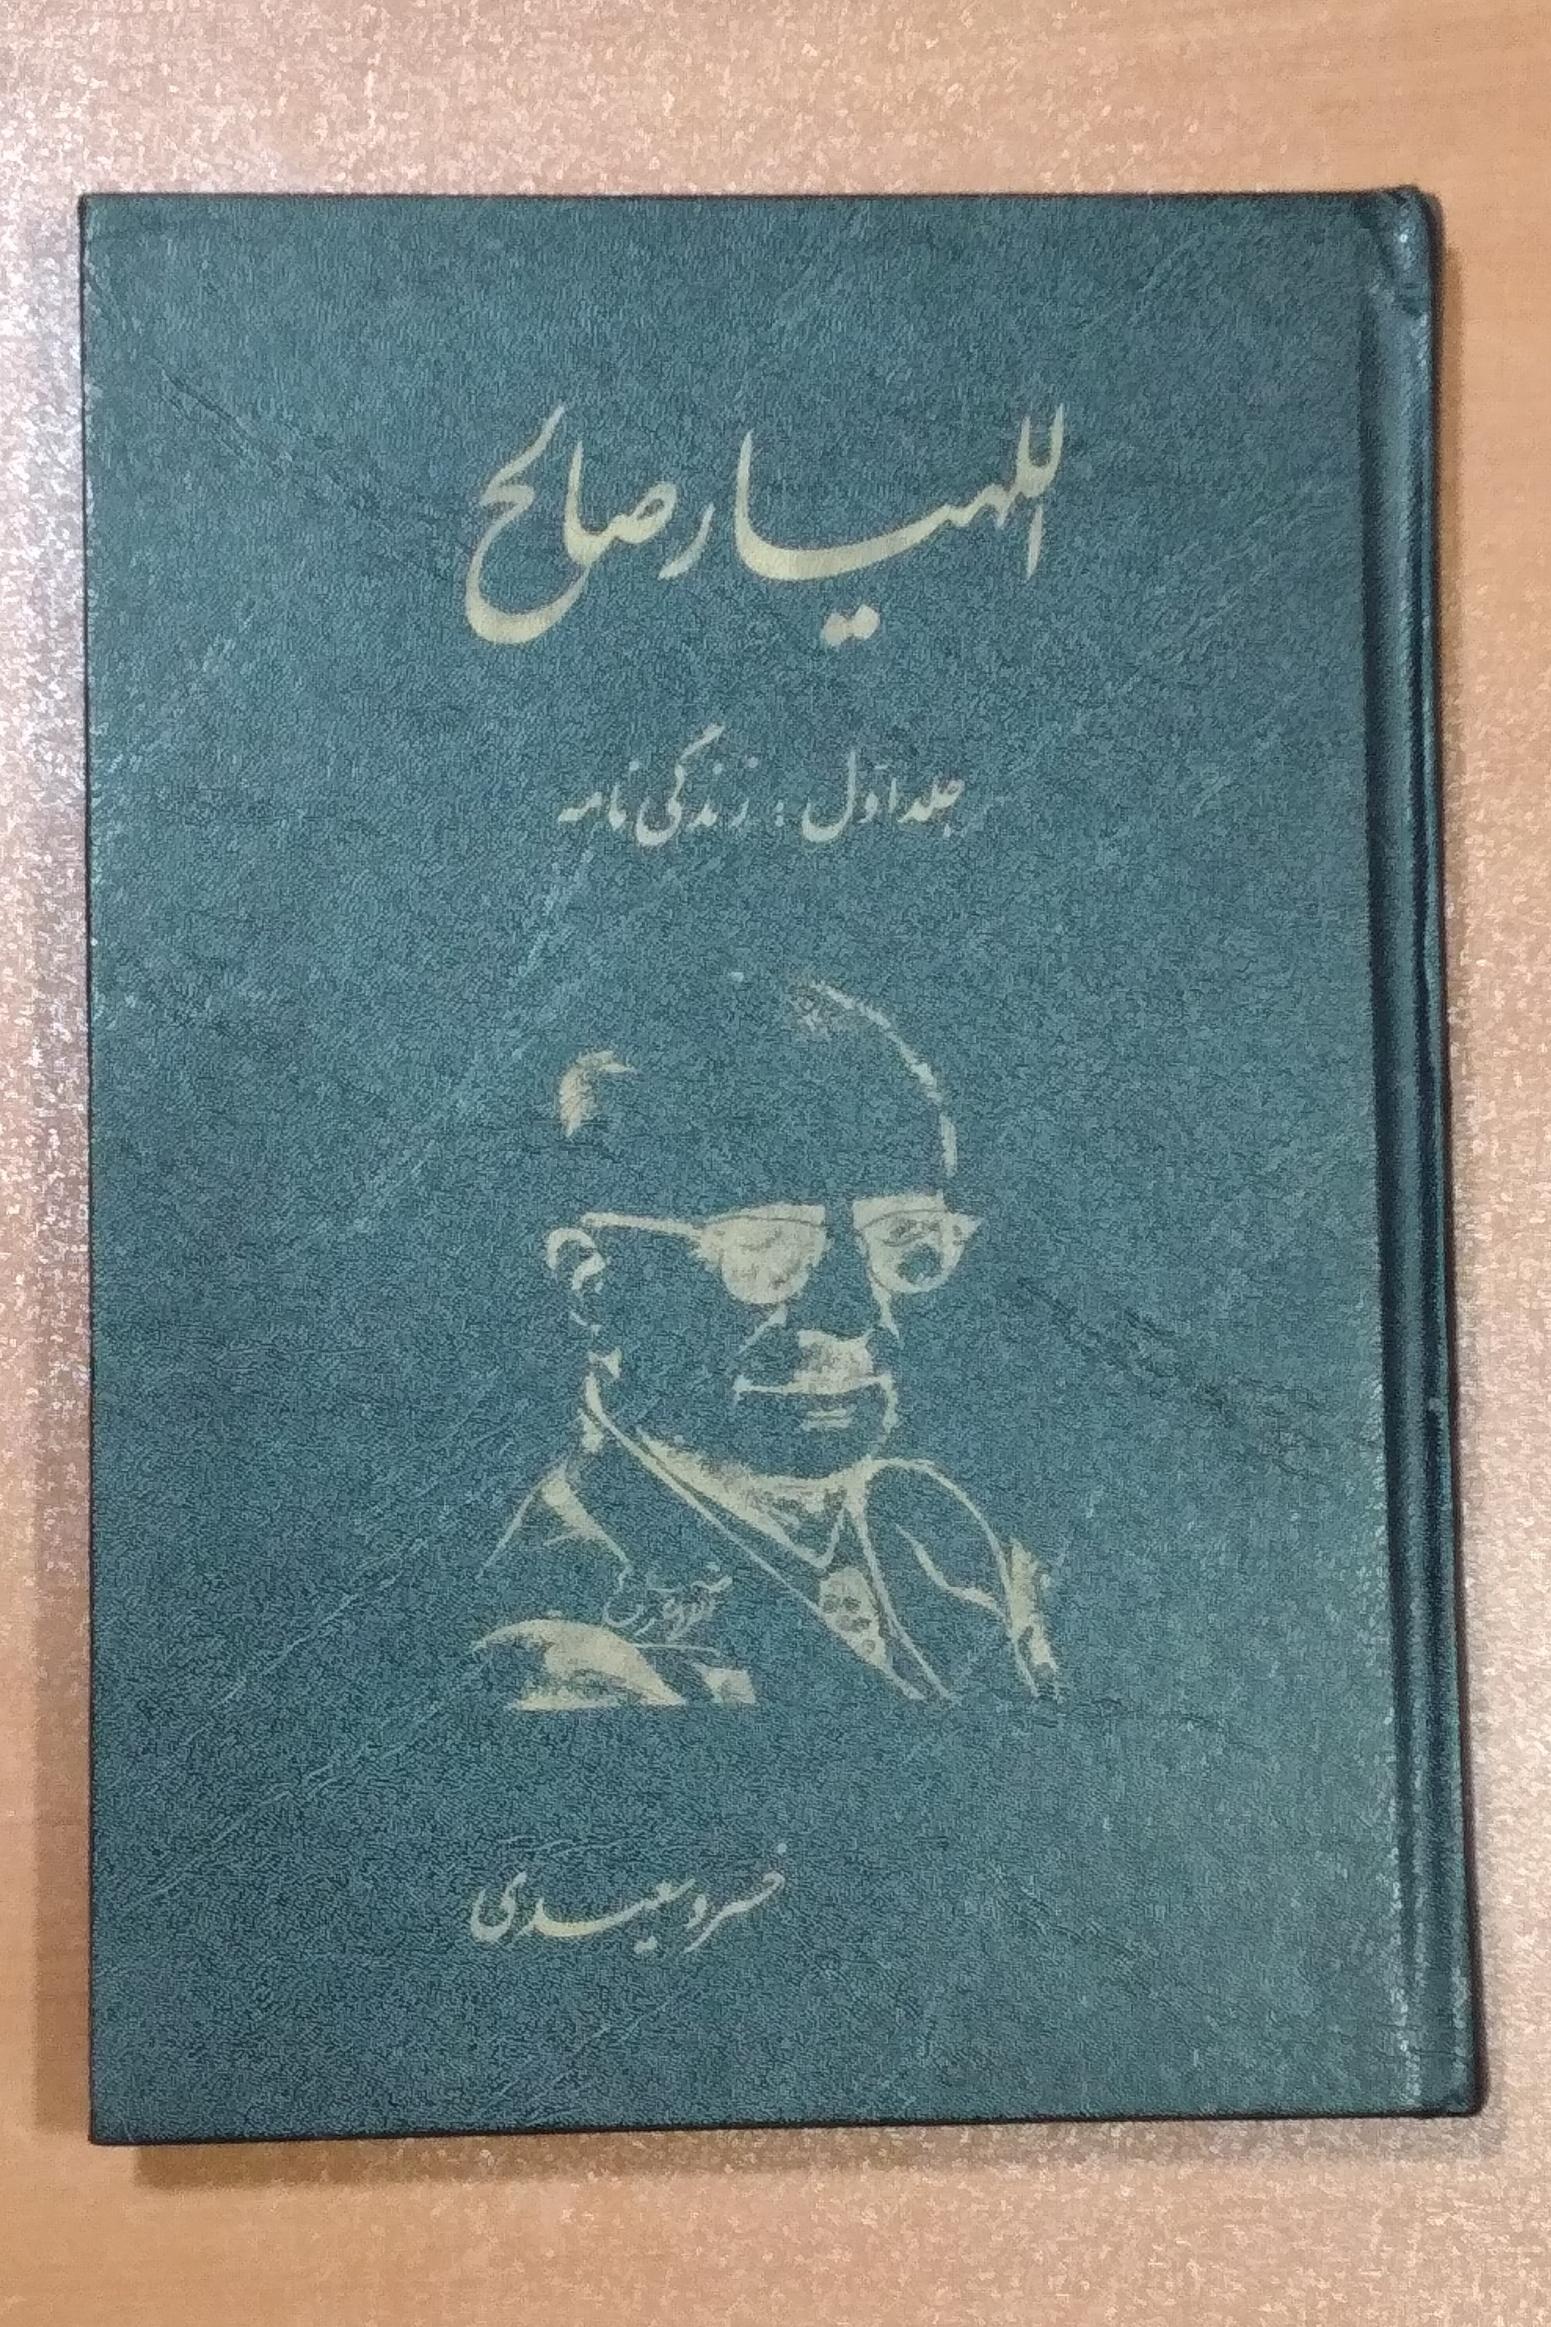 اللهیار صالح
جلد اول : زندگی نامه
خسرو سعیدی